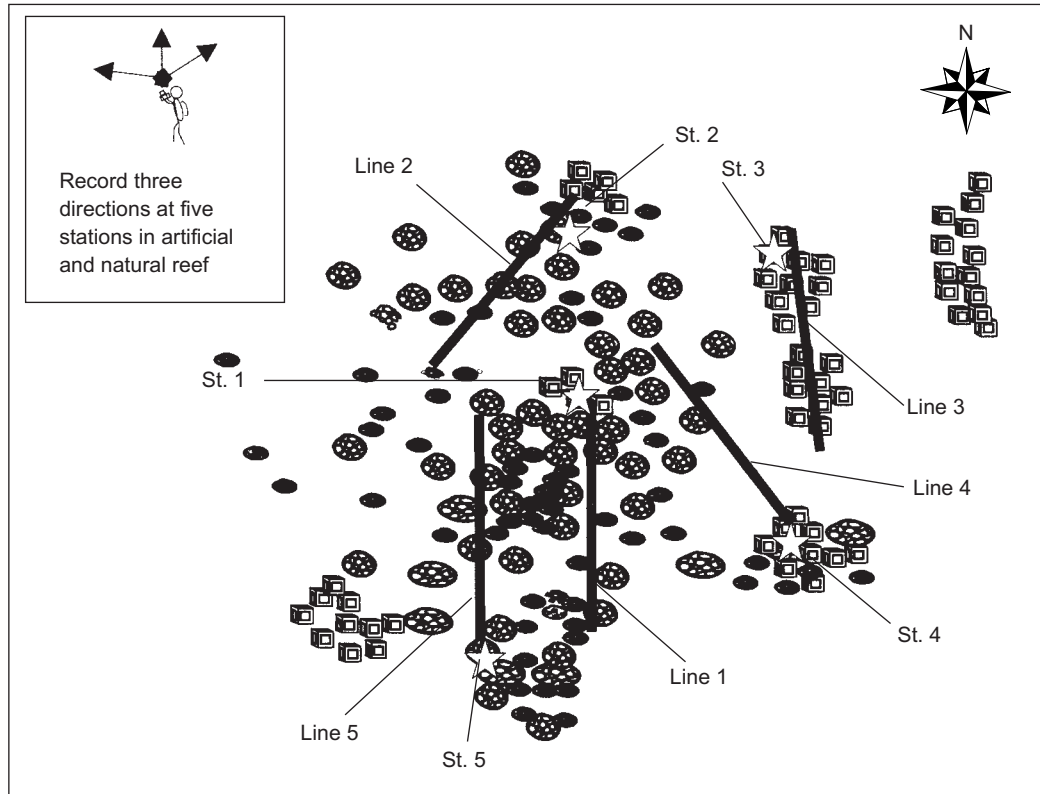 Record three
directions at five
stations in artificial
and natural reef
N
St. 2
Line 2
St. 3
St. 1
Line 3
Line 4
St. 4
Line 1
Line 5
St. 5